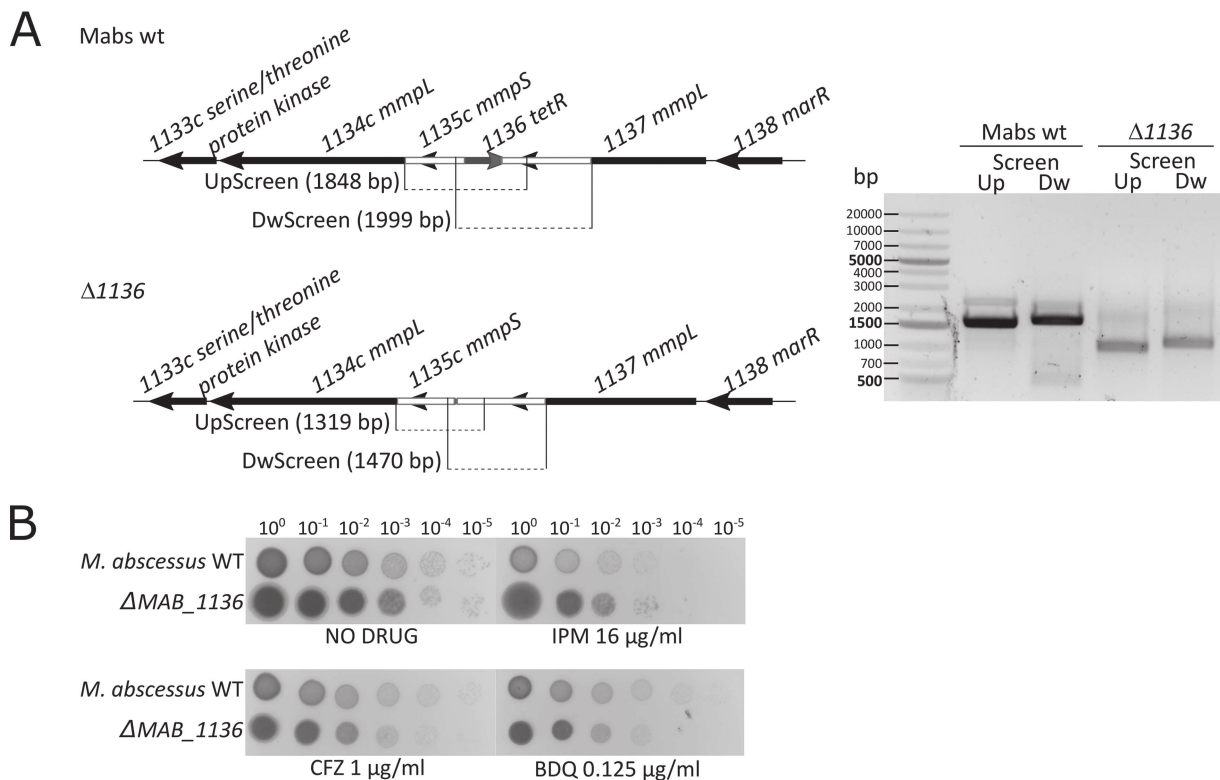 A
Mabs wt
1133c serine/threonine
protein kinase
1134c mmpL
1135c mmpS
1136 tetR
1137 mmpL
1138 marR
UpScreen (1848 bp)
DwScreen (1999 bp)
Δ1136
1133c serine/threonine
protein kinase
1134c mmpL
1135c mmpS
1137 mmpL
1138 marR
UpScreen (1319 bp)
DwScreen (1470 bp)
Mabs wt Δ1136
Screen Screen
bp Up Dw Up Dw
20000
10000
7000
5000
4000
3000
2000
1500
1000
700
500
B
10⁰ 10⁻¹ 10⁻² 10⁻³ 10⁻⁴ 10⁻⁵ 10⁰ 10⁻¹ 10⁻² 10⁻³ 10⁻⁴ 10⁻⁵
M. abscessus WT
ΔMAB_1136
NO DRUG IPM 16 µg/ml
M. abscessus WT
ΔMAB_1136
CFZ 1 µg/ml BDQ 0.125 µg/ml